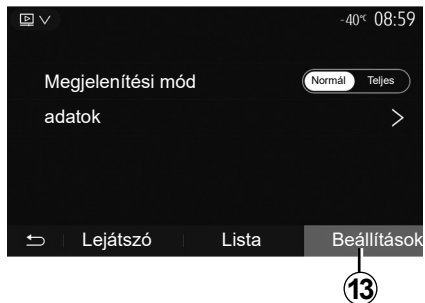 -40°C 08:59
Megjelenítési mód Normál Teljes
adatok
Lejátszó Lista Beállítások
13